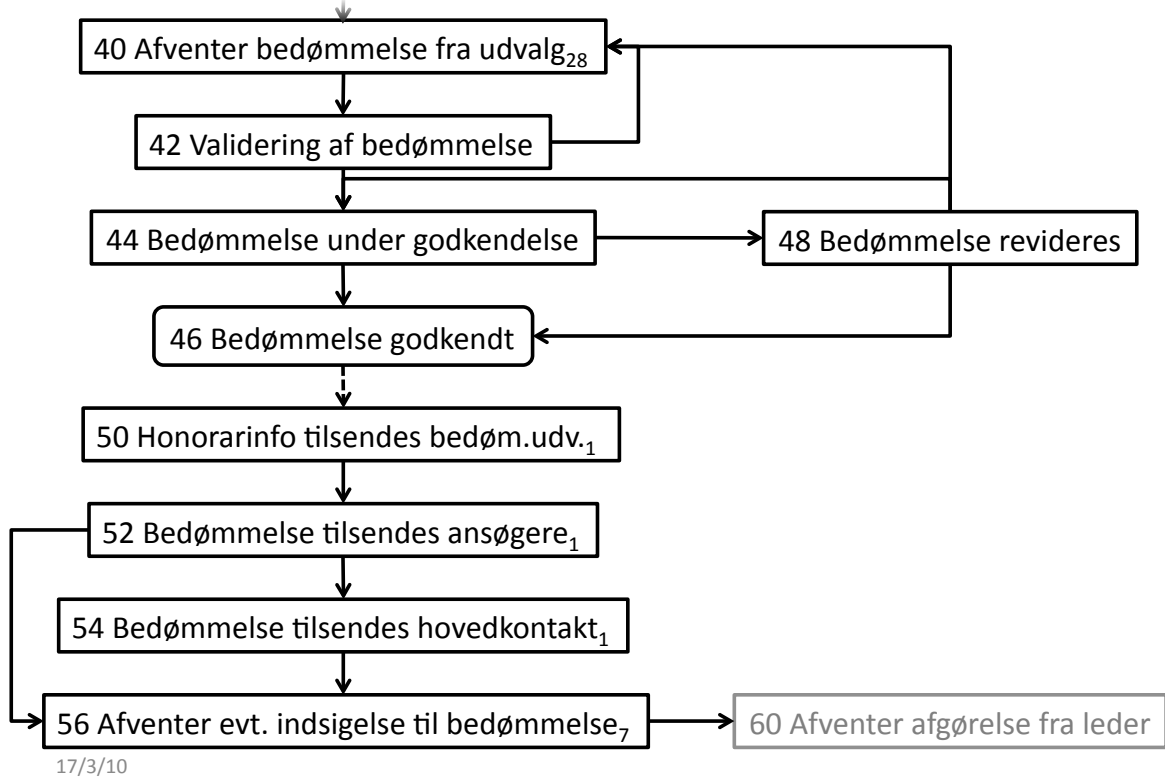 40 Afventer bedømmelse fra udvalg28
42 Validering af bedømmelse
44 Bedømmelse under godkendelse
48 Bedømmelse revideres
46 Bedømmelse godkendt
50 Honorarinfo tilsendes bedøm.udv.1
52 Bedømmelse tilsendes ansøgere1
54 Bedømmelse tilsendes hovedkontakt1
56 Afventer evt. indsigelse til bedømmelse7
60 Afventer afgørelse fra leder
17/3/10